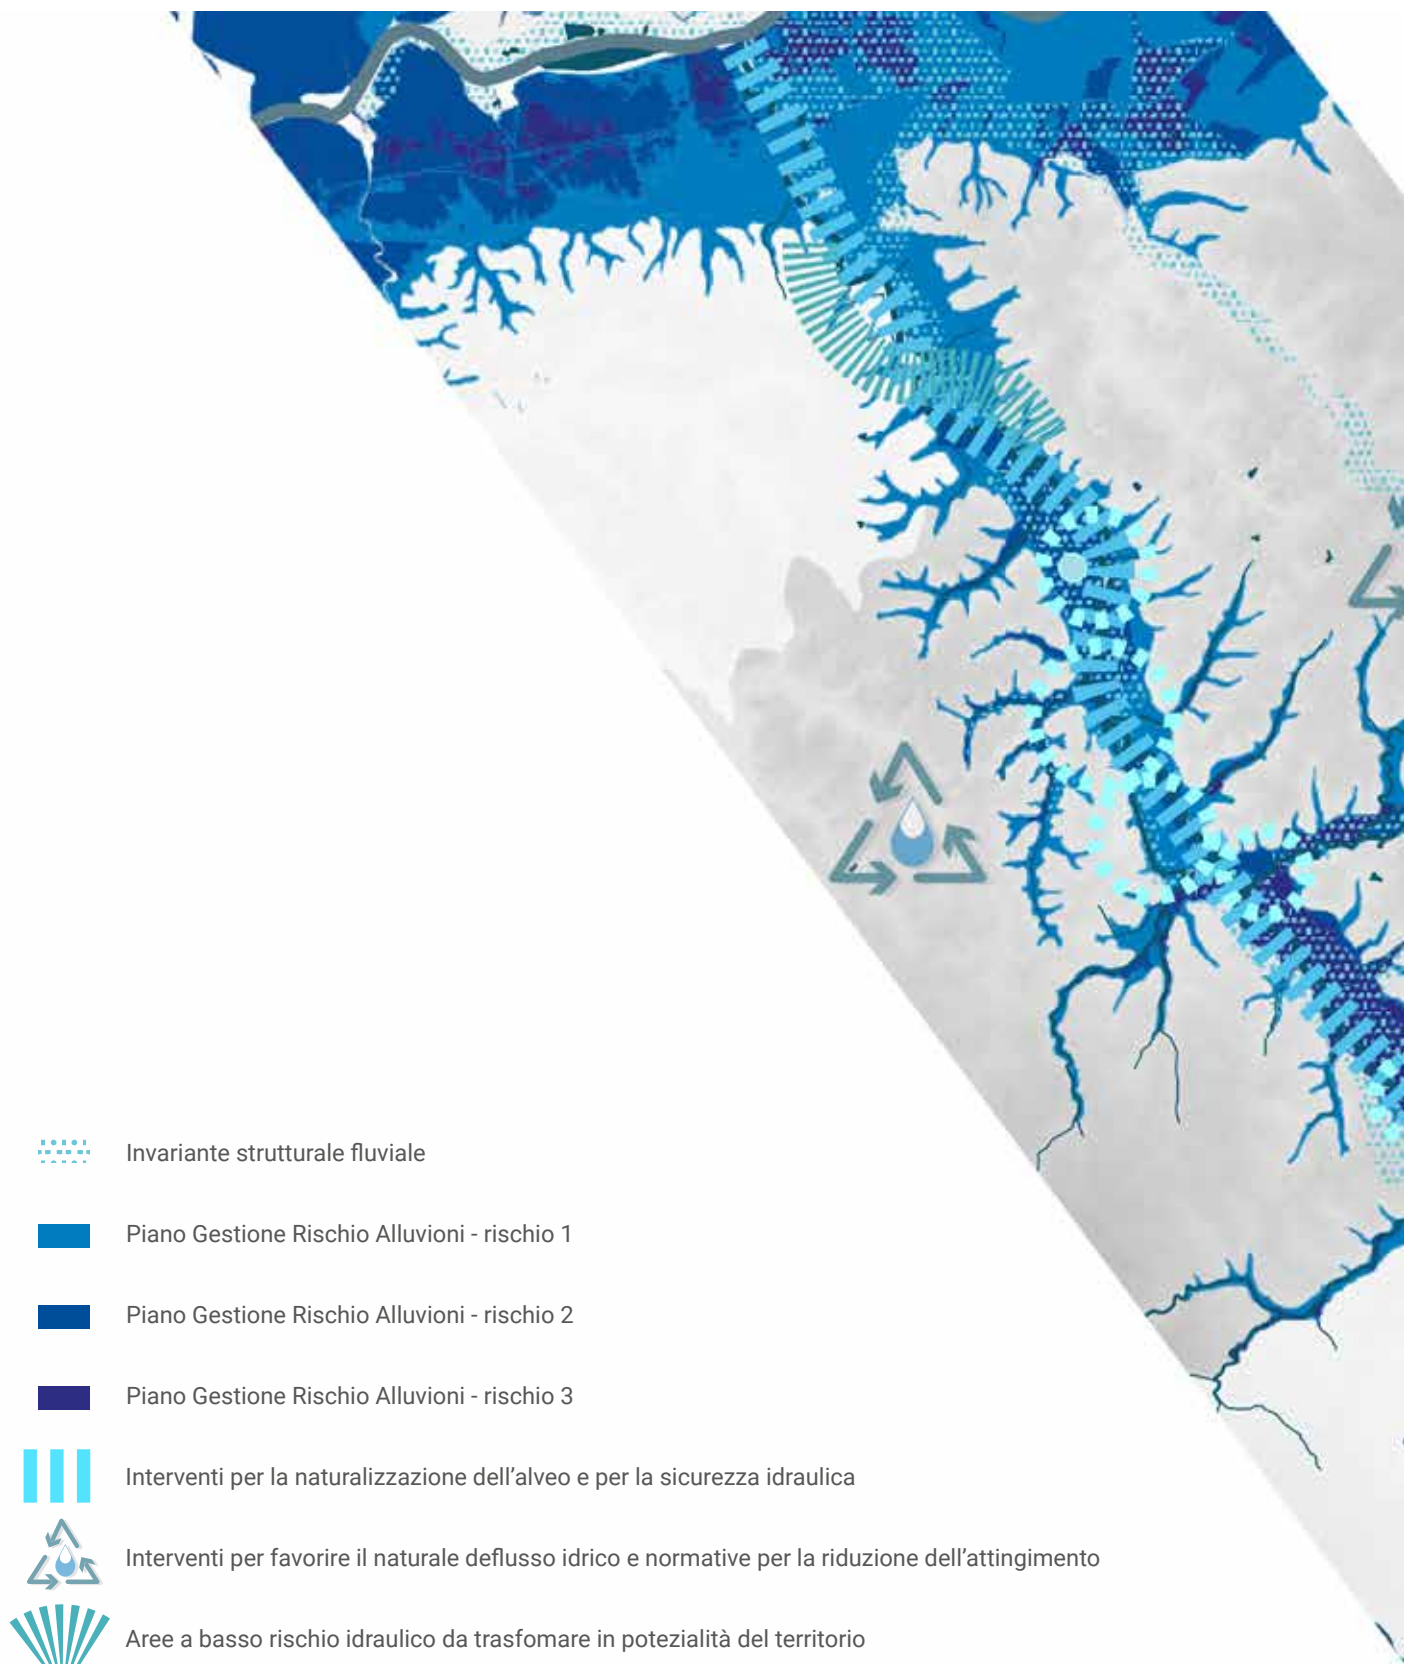 Invariante strutturale fluviale
Piano Gestione Rischio Alluvioni - rischio 1
Piano Gestione Rischio Alluvioni - rischio 2
Piano Gestione Rischio Alluvioni - rischio 3
Interventi per la naturalizzazione dell'alveo e per la sicurezza idraulica
Interventi per favorire il naturale deflusso idrico e normative per la riduzione dell'attingimento
Aree a basso rischio idraulico da trasfomare in potezialità del territorio